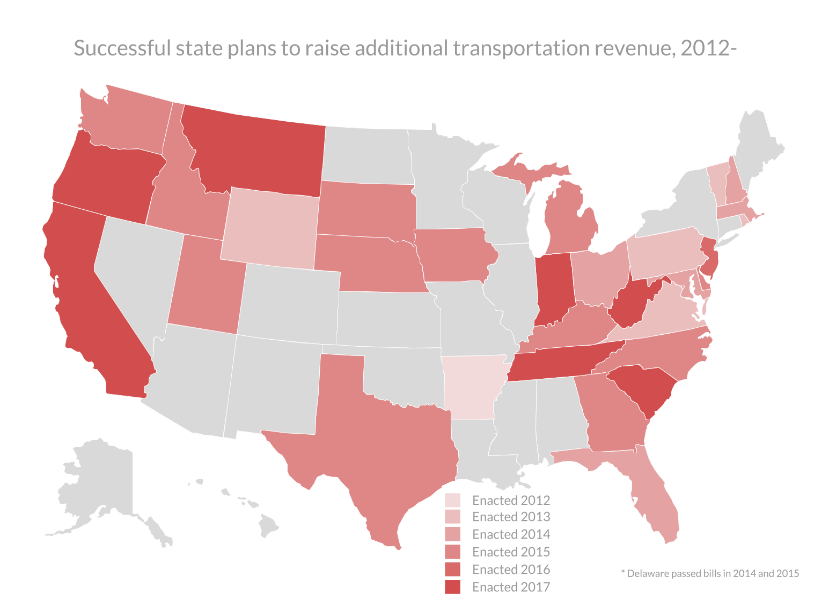 Successful state plans to raise additional transportation revenue, 2012-
Enacted 2012
Enacted 2013
Enacted 2014
Enacted 2015
Enacted 2016
Enacted 2017
* Delaware passed bills in 2014 and 2015